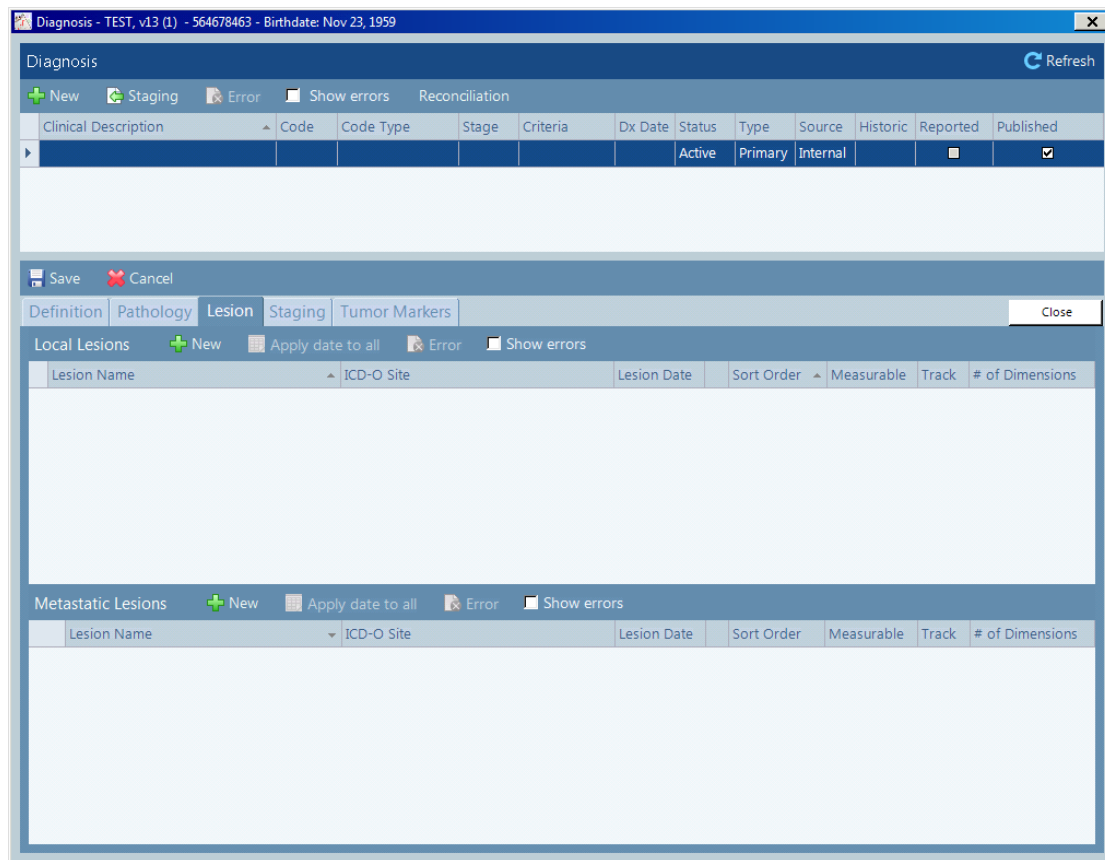 Diagnosis - TEST, v13 (1) - 564678463 - Birthdate: Nov 23, 1959
Diagnosis Refresh
New Staging Error Show errors Reconciliation
Clinical Description Code Code Type Stage Criteria Dx Date Status Type Source Historic Reported Published
Active Primary Internal
Save Cancel
Definition Pathology Lesion Staging Tumor Markers Close
Local Lesions New Apply date to all Error Show errors
Lesion Name ICD-O Site Lesion Date Sort Order Measurable Track # of Dimensions
Metastatic Lesions New Apply date to all Error Show errors
Lesion Name ICD-O Site Lesion Date Sort Order Measurable Track # of Dimensions